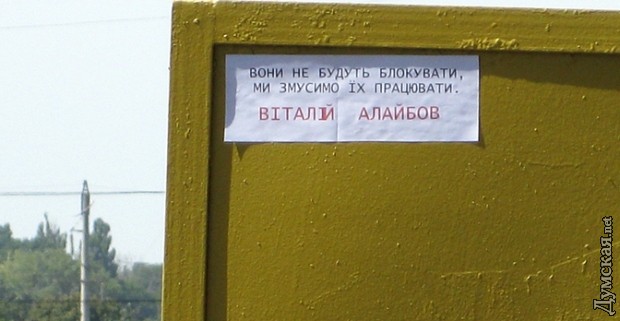 ВОНИ НЕ БУДУТЬ БЛОКУВАТИ,
МИ ЗМУСИМО ЇХ ПРАЦЮВАТИ.
ВІТАЛІЙ АЛАЙБОВ
Думская.net